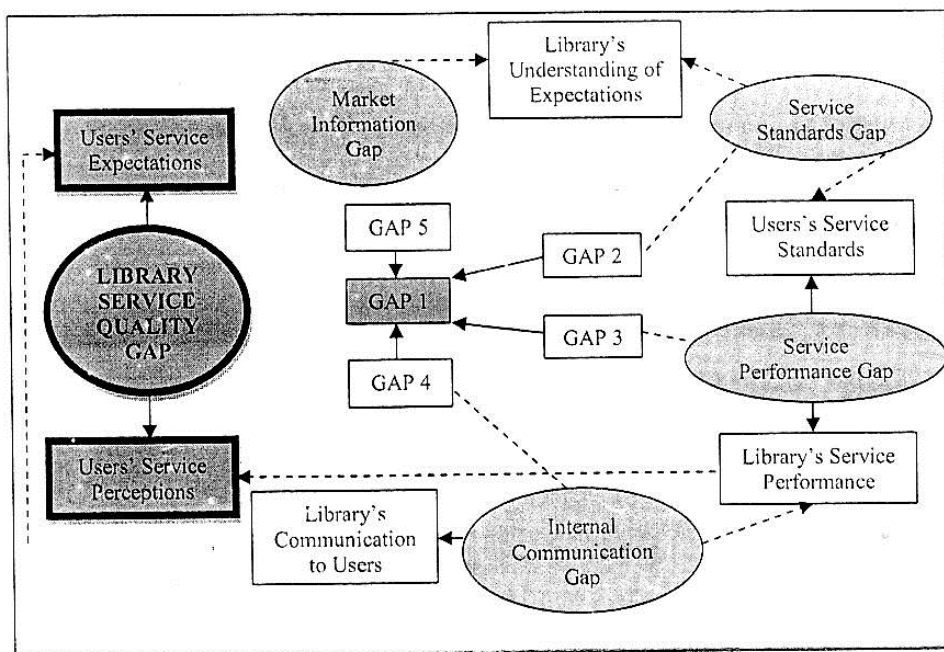 Library's
Understanding of
Expectations
Market
Information
Gap
Service
Standards Gap
Users' Service
Expectations
GAP 5
GAP 2
Users's Service
Standards
LIBRARY
SERVICE
QUALITY
GAP
GAP 1
GAP 3
GAP 4
Service
Performance Gap
Users' Service
Perceptions
Library's Service
Performance
Library's
Communication
to Users
Internal
Communication
Gap